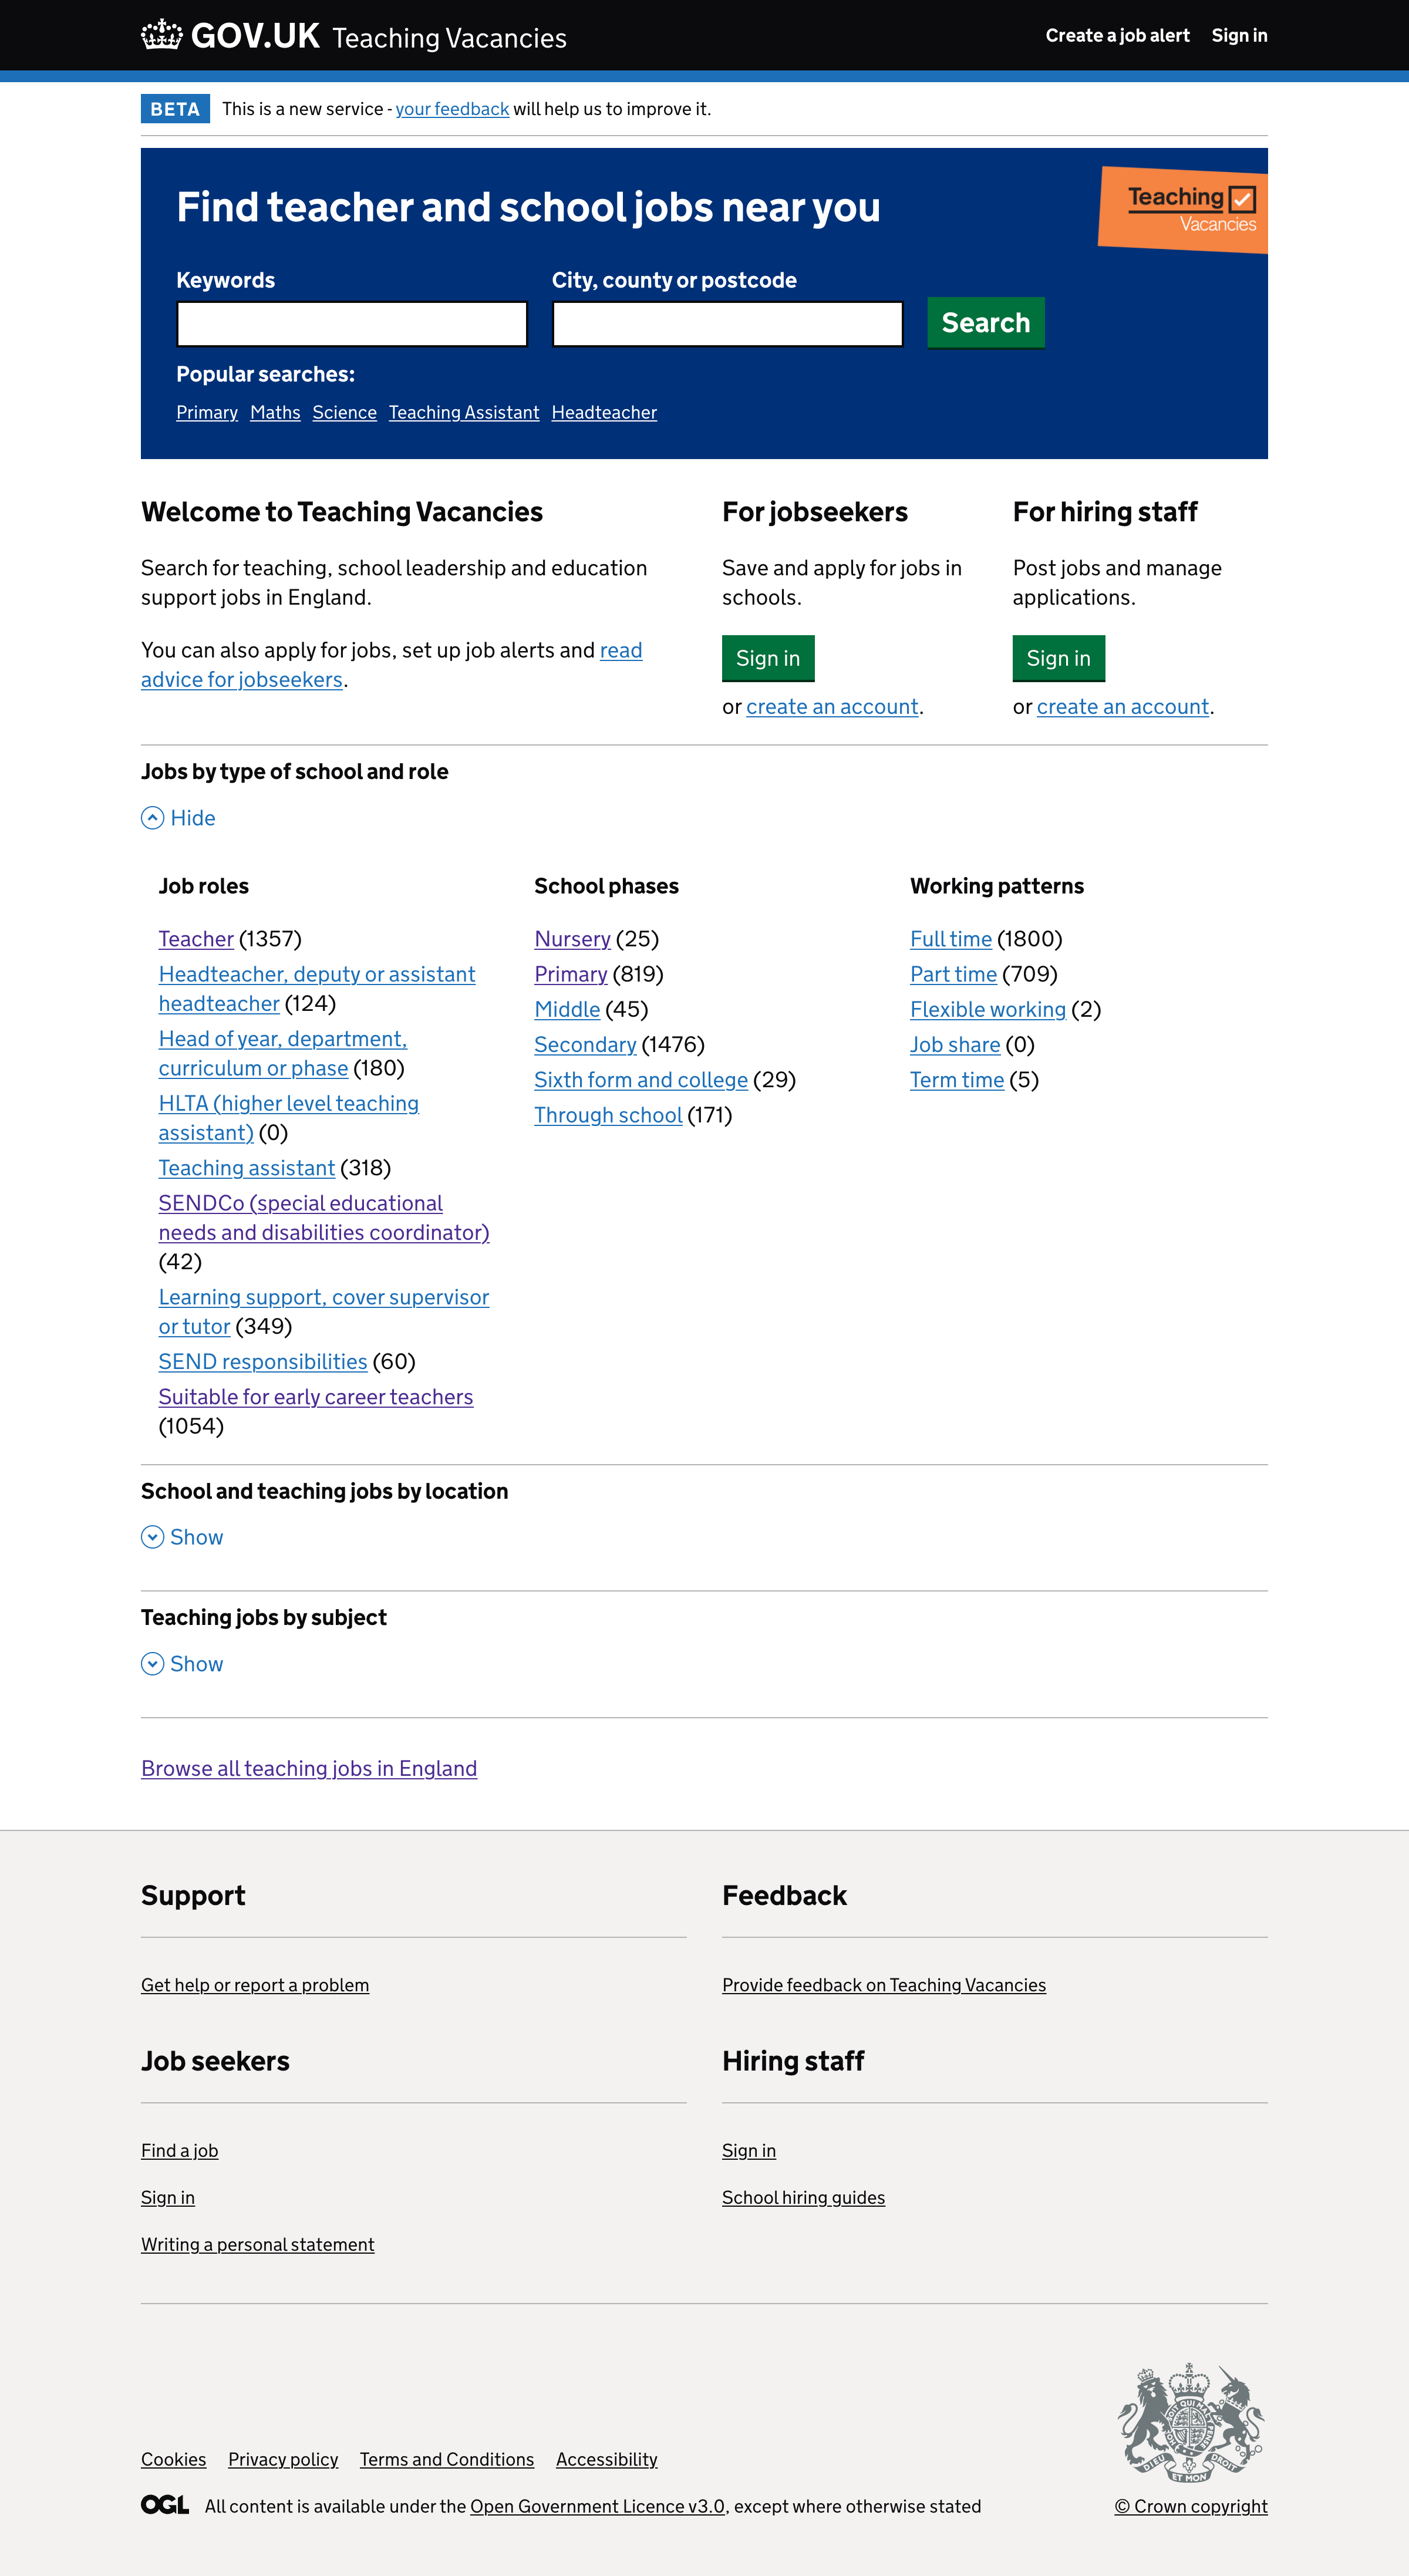 GOV.UK Teaching Vacancies
Create a job alert Sign in
BETA This is a new service - your feedback will help us to improve it.
Find teacher and school jobs near you
Teaching
Vacancies
Keywords
City, county or postcode
Search
Popular searches:
Primary Maths Science Teaching Assistant Headteacher
Welcome to Teaching Vacancies
Search for teaching, school leadership and education
support jobs in England.
You can also apply for jobs, set up job alerts and read
advice for jobseekers.
For jobseekers
Save and apply for jobs in
schools.
Sign in
or create an account.
For hiring staff
Post jobs and manage
applications.
Sign in
or create an account.
Jobs by type of school and role
Hide
Job roles
Teacher (1357)
Headteacher, deputy or assistant
headteacher (124)
Head of year, department,
curriculum or phase (180)
HLTA (higher level teaching
assistant) (0)
Teaching assistant (318)
SENDCo (special educational
needs and disabilities coordinator)
(42)
Learning support, cover supervisor
or tutor (349)
SEND responsibilities (60)
Suitable for early career teachers
(1054)
School phases
Nursery (25)
Primary (819)
Middle (45)
Secondary (1476)
Sixth form and college (29)
Through school (171)
Working patterns
Full time (1800)
Part time (709)
Flexible working (2)
Job share (0)
Term time (5)
School and teaching jobs by location
Show
Teaching jobs by subject
Show
Browse all teaching jobs in England
Support
Get help or report a problem
Feedback
Provide feedback on Teaching Vacancies
Job seekers
Find a job
Sign in
Writing a personal statement
Hiring staff
Sign in
School hiring guides
Cookies Privacy policy Terms and Conditions Accessibility
OGL All content is available under the Open Government Licence v3.0, except where otherwise stated
DIEU ET MON DROIT
© Crown copyright